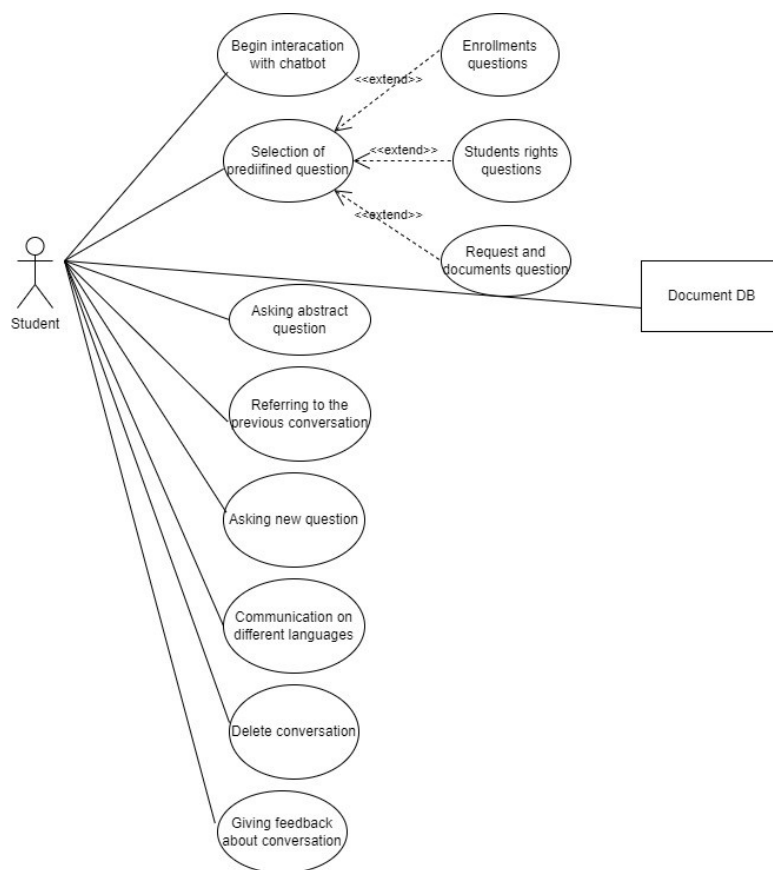 Begin interacation
with chatbot
Enrollments
questions
<<extend>>
Selection of
prediifined question
<<extend>>
Students rights
questions
<<extend>>
Request and
documents question
Student
Document DB
Asking abstract
question
Referring to the
previous conversation
Asking new question
Communication on
different languages
Delete conversation
Giving feedback
about conversation